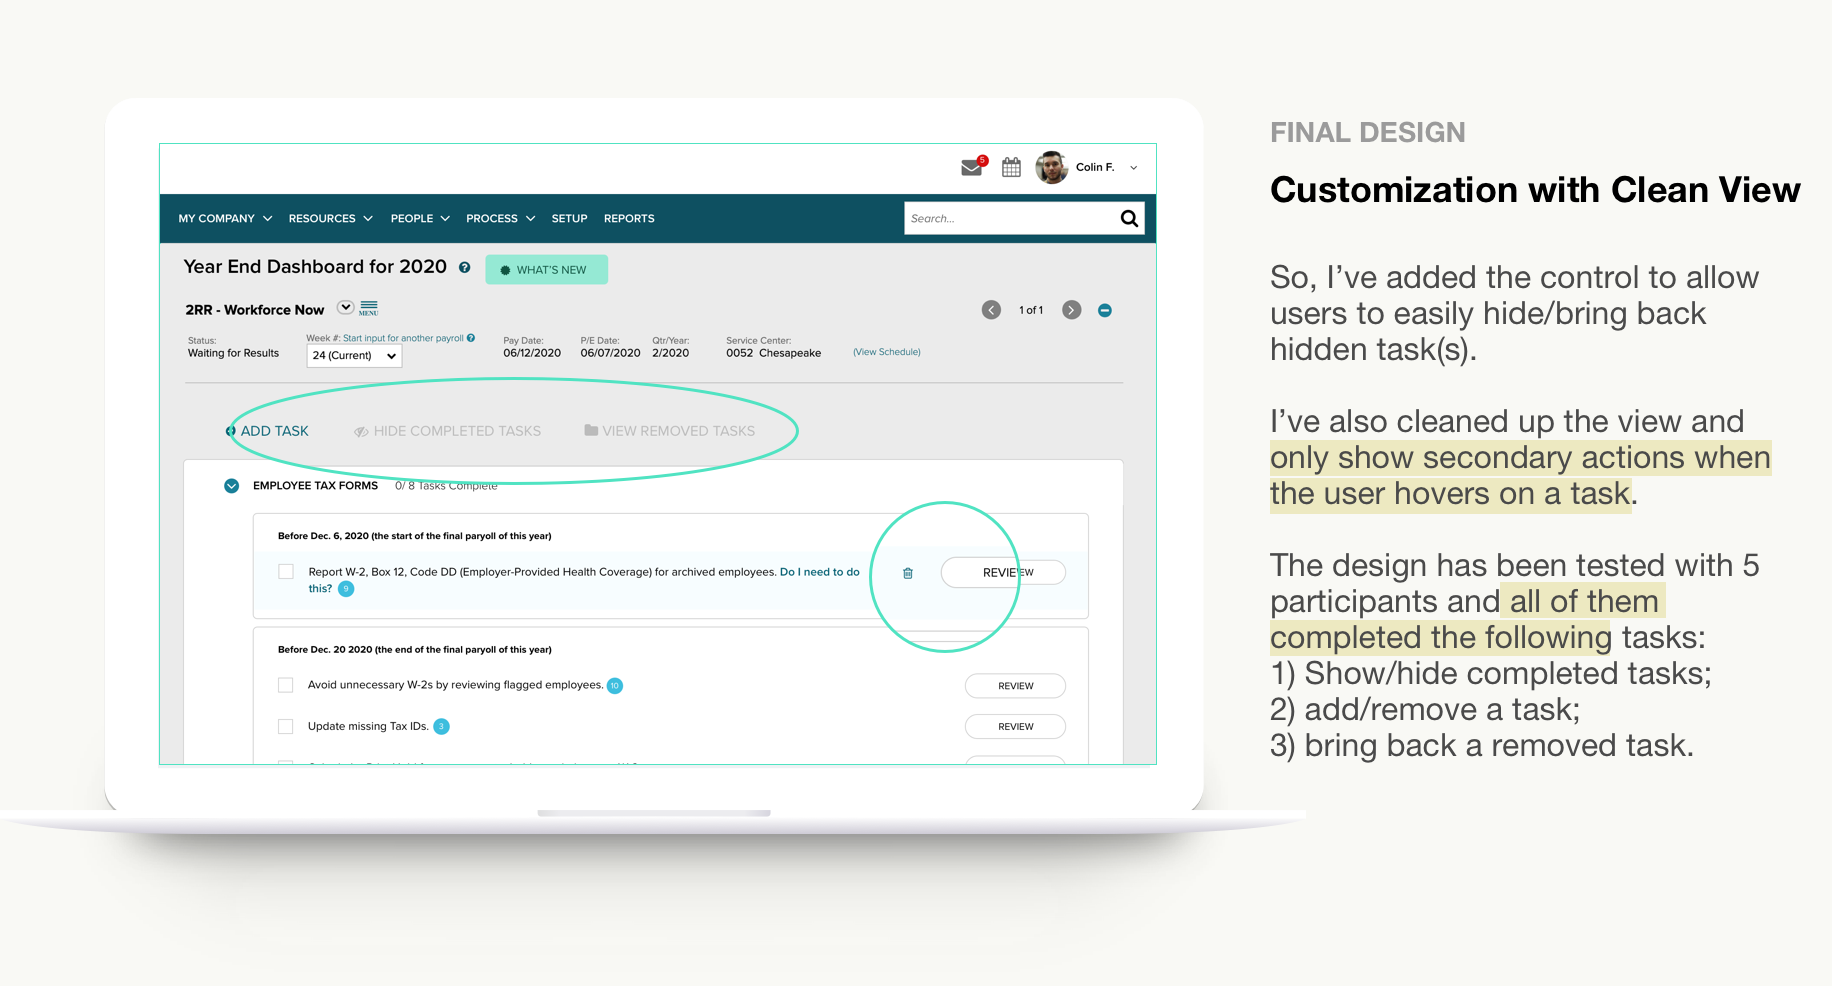 5
Colin F.
MY COMPANY
RESOURCES
PEOPLE
PROCESS
SETUP
REPORTS
Search...
Year End Dashboard for 2020 ?
WHAT'S NEW
2RR - Workforce Now
MENU
1 of 1
Status:
Waiting for Results
Week #: Start input for another payroll ?
24 (Current)
Pay Date:
06/12/2020
P/E Date:
06/07/2020
Qtr/Year:
2/2020
Service Center:
0052 Chesapeake
(View Schedule)
ADD TASK
HIDE COMPLETED TASKS
VIEW REMOVED TASKS
EMPLOYEE TAX FORMS
0/ 8 Tasks Complete
Before Dec. 6, 2020 (the start of the final paryoll of this year)
Report W-2, Box 12, Code DD (Employer-Provided Health Coverage) for archived employees. Do I need to do
this? 9
REVIEW
Before Dec. 20 2020 (the end of the final paryoll of this year)
Avoid unnecessary W-2s by reviewing flagged employees. 10
REVIEW
Update missing Tax IDs. 3
REVIEW
FINAL DESIGN
Customization with Clean View
So, I've added the control to allow
users to easily hide/bring back
hidden task(s).
I've also cleaned up the view and
only show secondary actions when
the user hovers on a task.
The design has been tested with 5
participants and all of them
completed the following tasks:
1) Show/hide completed tasks;
2) add/remove a task;
3) bring back a removed task.